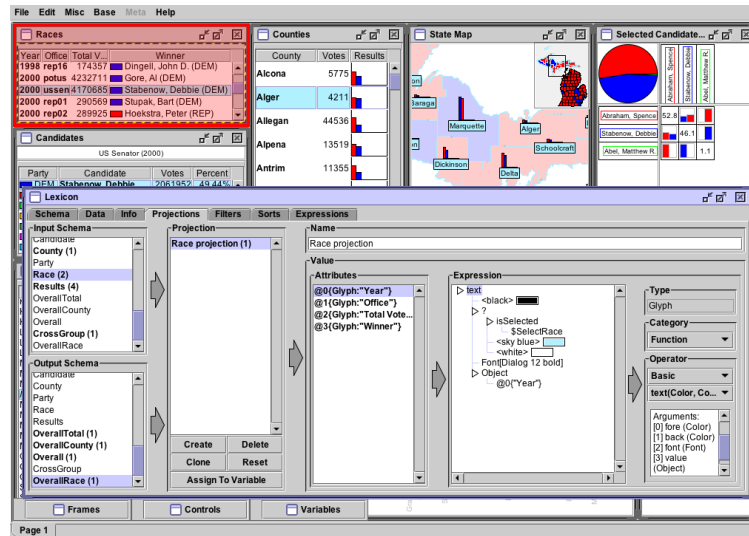 File Edit Misc Base Meta Help
Races
Year Office Total V... Winner
1998 rep16 174357 Dingell, John D. (DEM)
2000 potus 4232711 Gore, Al (DEM)
2000 ussen 4170685 Stabenow, Debbie (DEM)
2000 rep01 290569 Stupak, Bart (DEM)
2000 rep02 289925 Hoekstra, Peter (REP)
Candidates
US Senator (2000)
Party Candidate Votes Percent
DEM Stabenow, Debbie 2061952 49.44%
Counties
County Votes Results
Alcona 5775
Alger 4211
Allegan 44536
Alpena 13519
Antrim 11355
State Map
Baraga
Marquette
Alger
Schoolcraft
Dickinson
Delta
Selected Candidate...
Abraham, Spence
Stabenow, Debbie
Abel, Matthew R.
Abraham, Spence 52.8
Stabenow, Debbie 46.1
Abel, Matthew R. 1.1
Lexicon
Schema Data Info Projections Filters Sorts Expressions
Input Schema
Candidate
County (1)
Party
Race (2)
Results (4)
OverallTotal
OverallCounty
Overall
CrossGroup (1)
OverallRace
Output Schema
Candidate
County
Party
Race
Results
OverallTotal (1)
OverallCounty (1)
Overall (1)
CrossGroup
OverallRace (1)
Projection
Race projection (1)
Create Delete
Clone Reset
Assign To Variable
Name
Race projection
Value
Attributes
@0{Glyph:"Year"}
@1{Glyph:"Office"}
@2{Glyph:"Total Vote...
@3{Glyph:"Winner"}
Expression
text
<black>
?
isSelected
$SelectRace
<sky blue>
<white>
Font[Dialog 12 bold]
Object
@0{"Year"}
Type
Glyph
Category
Function
Operator
Basic
text(Color, Co...
Arguments:
[0] fore (Color)
[1] back (Color)
[2] font (Font)
[3] value
(Object)
Frames
Controls
Variables
Page 1